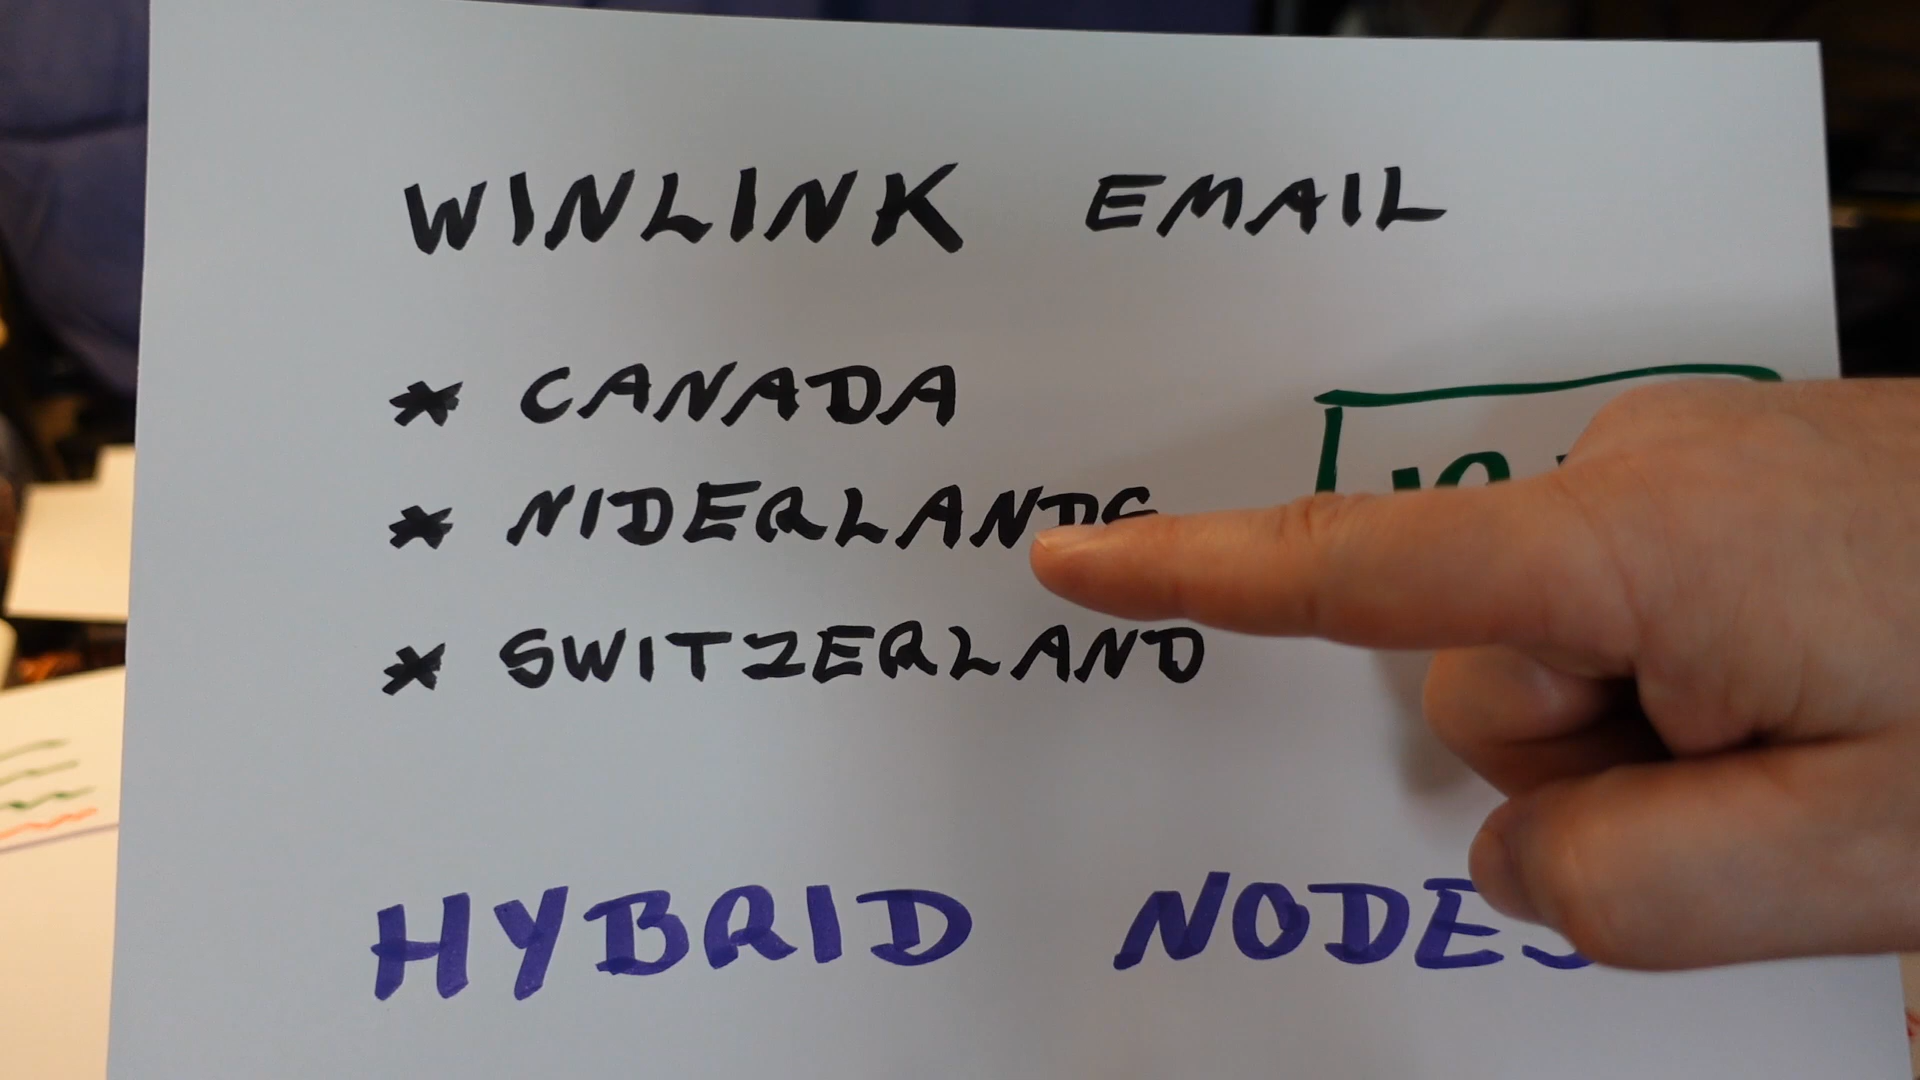 WINLINK EMAIL
* CANADA
* NIDERLANDS
* SWITZERLAND
HYBRID NODES